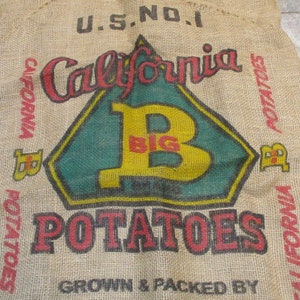 U.S. NO. 1
California
B
BIG
POTATOES
GROWN & PACKED BY
CALIFORNIA
B
POTATOES
POTATOES
B
CALIFORNIA